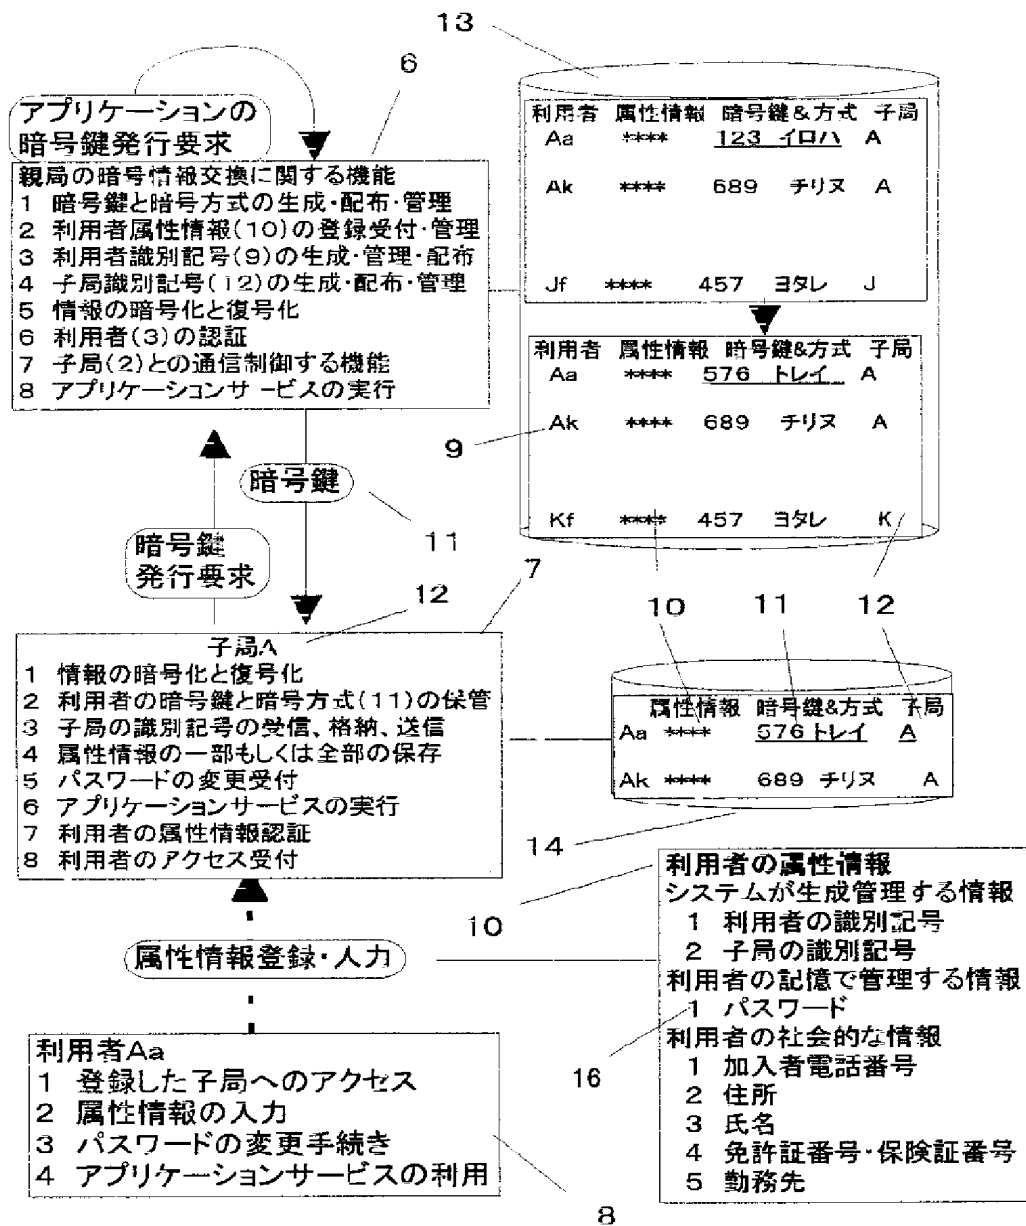 13
6
アプリケーションの
暗号鍵発行要求
親局の暗号情報交換に関する機能
1 暗号鍵と暗号方式の生成・配布・管理
2 利用者属性情報(10)の登録受付・管理
3 利用者識別記号(9)の生成・管理・配布
4 子局識別記号(12)の生成・配布・管理
5 情報の暗号化と復号化
6 利用者(3)の認証
7 子局(2)との通信制御する機能
8 アプリケーションサービスの実行
利用者 属性情報 暗号鍵&方式 子局
Aa **** 123 イロハ A
Ak **** 689 チリヌ A
Jf **** 457 ヨタレ J
利用者 属性情報 暗号鍵&方式 子局
Aa **** 576 トレイ A
Ak **** 689 チリヌ A
Kf **** 457 ヨタレ K
9
暗号鍵
11
暗号鍵
発行要求
7
12
10 11 12
子局A
1 情報の暗号化と復号化
2 利用者の暗号鍵と暗号方式(11)の保管
3 子局の識別記号の受信、格納、送信
4 属性情報の一部もしくは全部の保存
5 パスワードの変更受付
6 アプリケーションサービスの実行
7 利用者の属性情報認証
8 利用者のアクセス受付
属性情報 暗号鍵&方式 子局
Aa **** 576 トレイ A
Ak **** 689 チリヌ A
14
10
属性情報登録・入力
利用者の属性情報
システムが生成管理する情報
1 利用者の識別記号
2 子局の識別記号
利用者の記憶で管理する情報
1 パスワード
利用者の社会的な情報
1 加入者電話番号
2 住所
3 氏名
4 免許証番号・保険証番号
5 勤務先
16
利用者Aa
1 登録した子局へのアクセス
2 属性情報の入力
3 パスワードの変更手続き
4 アプリケーションサービスの利用
8